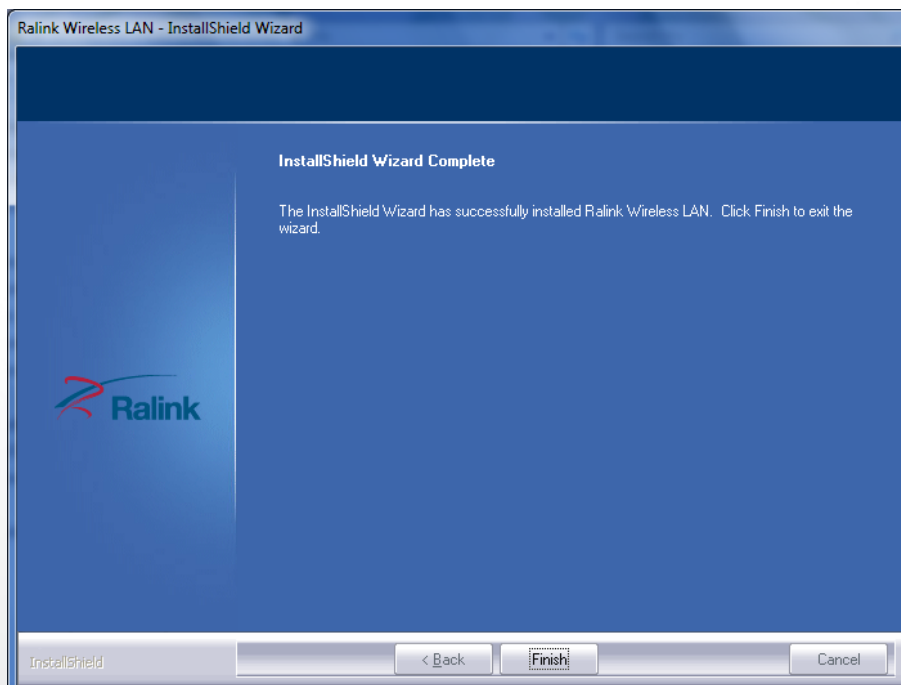 Ralink Wireless LAN - InstallShield Wizard
InstallShield Wizard Complete
The InstallShield Wizard has successfully installed Ralink Wireless LAN. Click Finish to exit the
wizard.
Ralink
InstallShield
< Back
Finish
Cancel